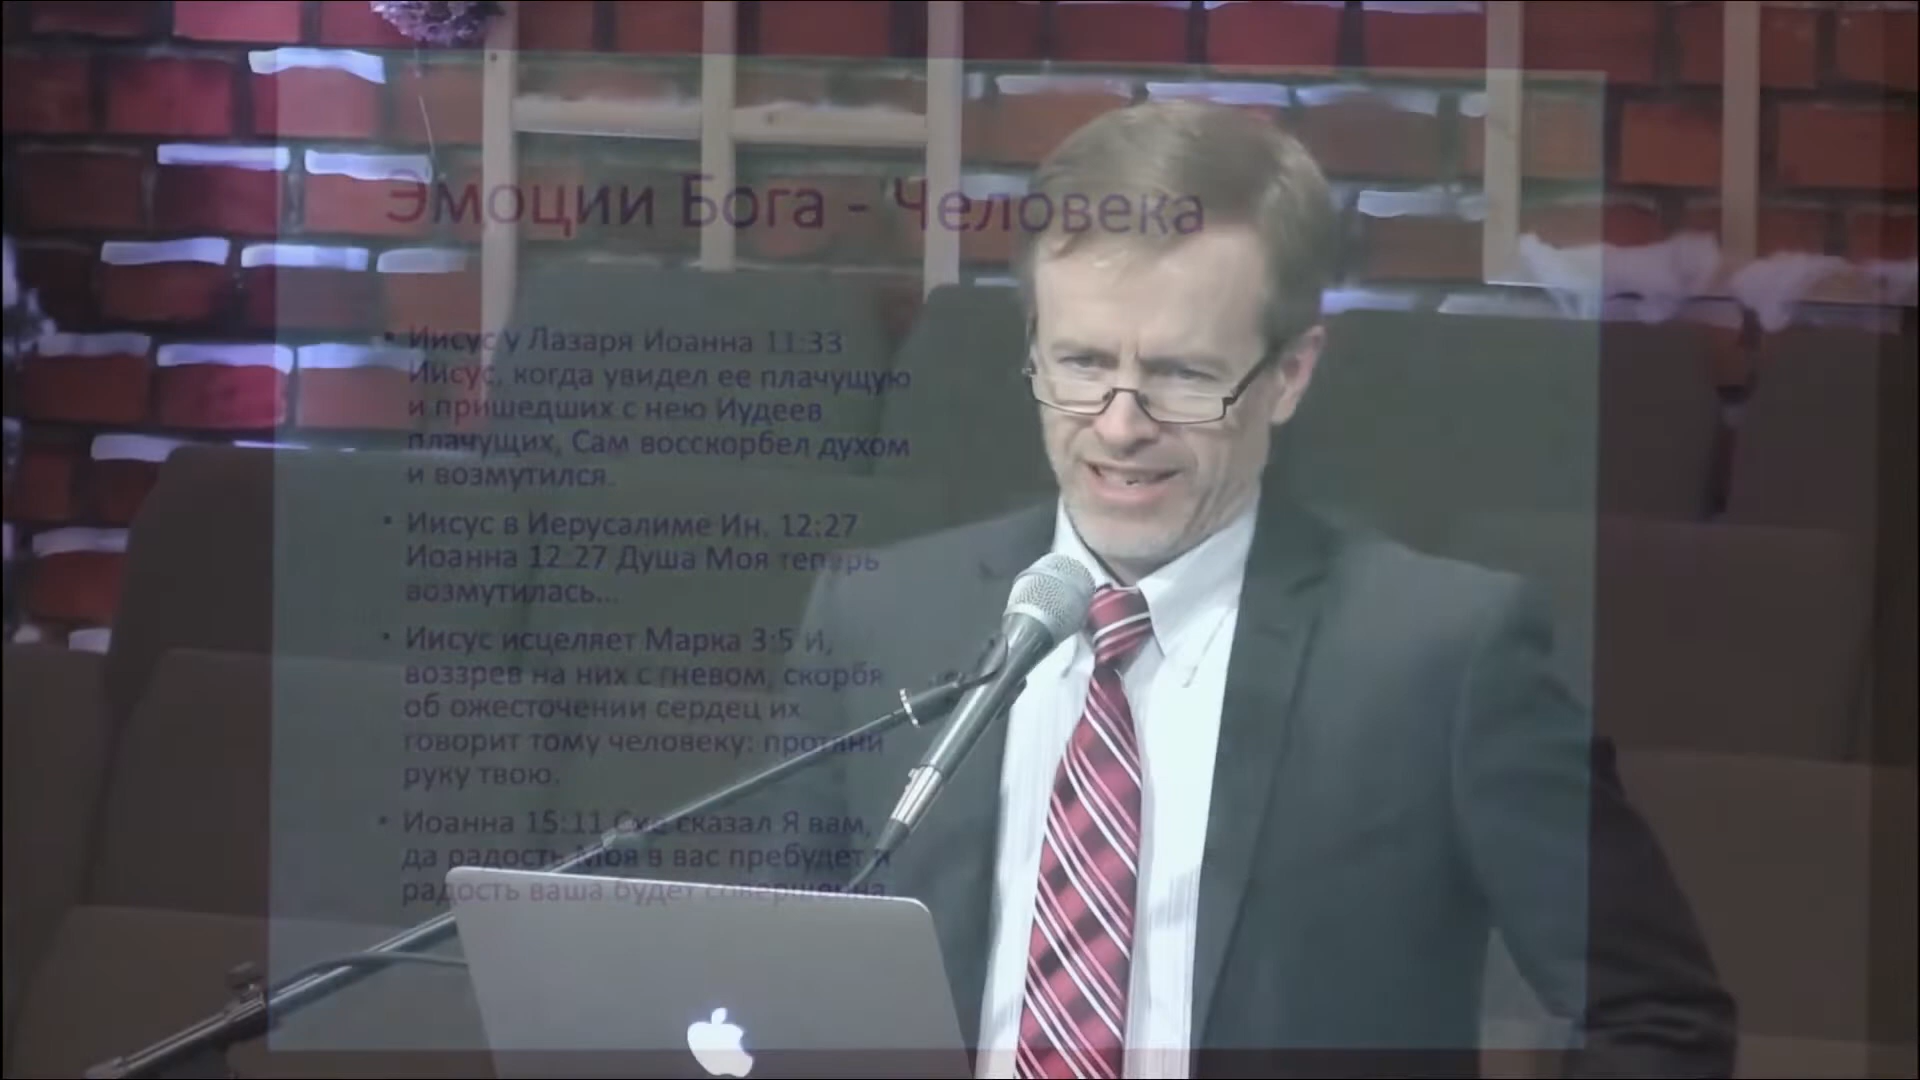 Эмоции Бога - Человека
• Иисус у Лазаря Иоанна 11:33
Иисус, когда увидел ее плачущую
и пришедших с нею Иудеев
плачущих, Сам восскорбел духом
и возмутился.
• Иисус в Иерусалиме Ин. 12:27
Иоанна 12:27 Душа Моя теперь
возмутилась...
• Иисус исцеляет Марка 3:5 И,
воззрев на них с гневом, скорбя
об ожесточении сердец их
говорит тому человеку: протяни
руку твою.
• Иоанна 15:11 Сие сказал Я вам,
да радость Моя в вас пребудет и
радость ваша будет совершенна